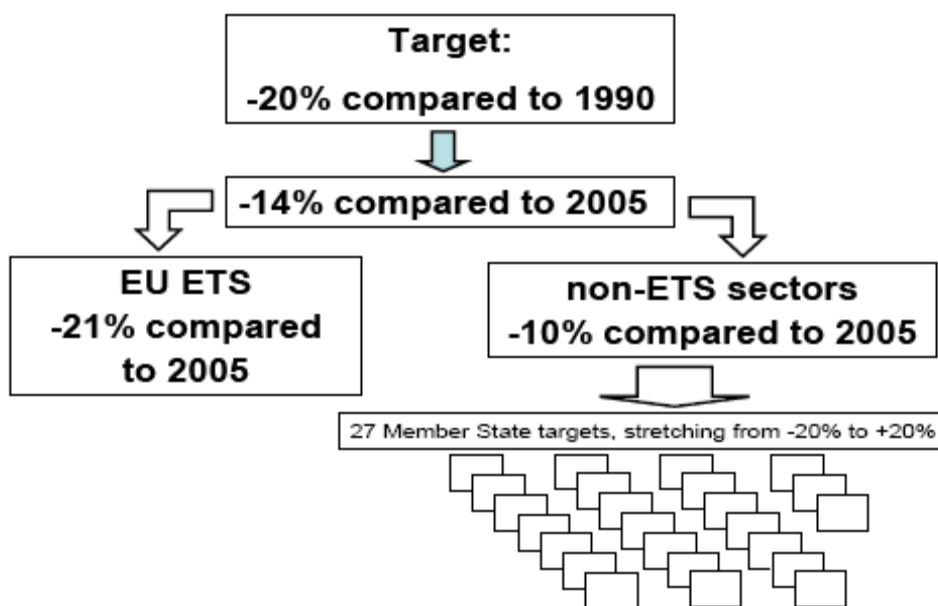 Target:
-20% compared to 1990
-14% compared to 2005
EU ETS
-21% compared
to 2005
non-ETS sectors
-10% compared to 2005
27 Member State targets, stretching from -20% to +20%